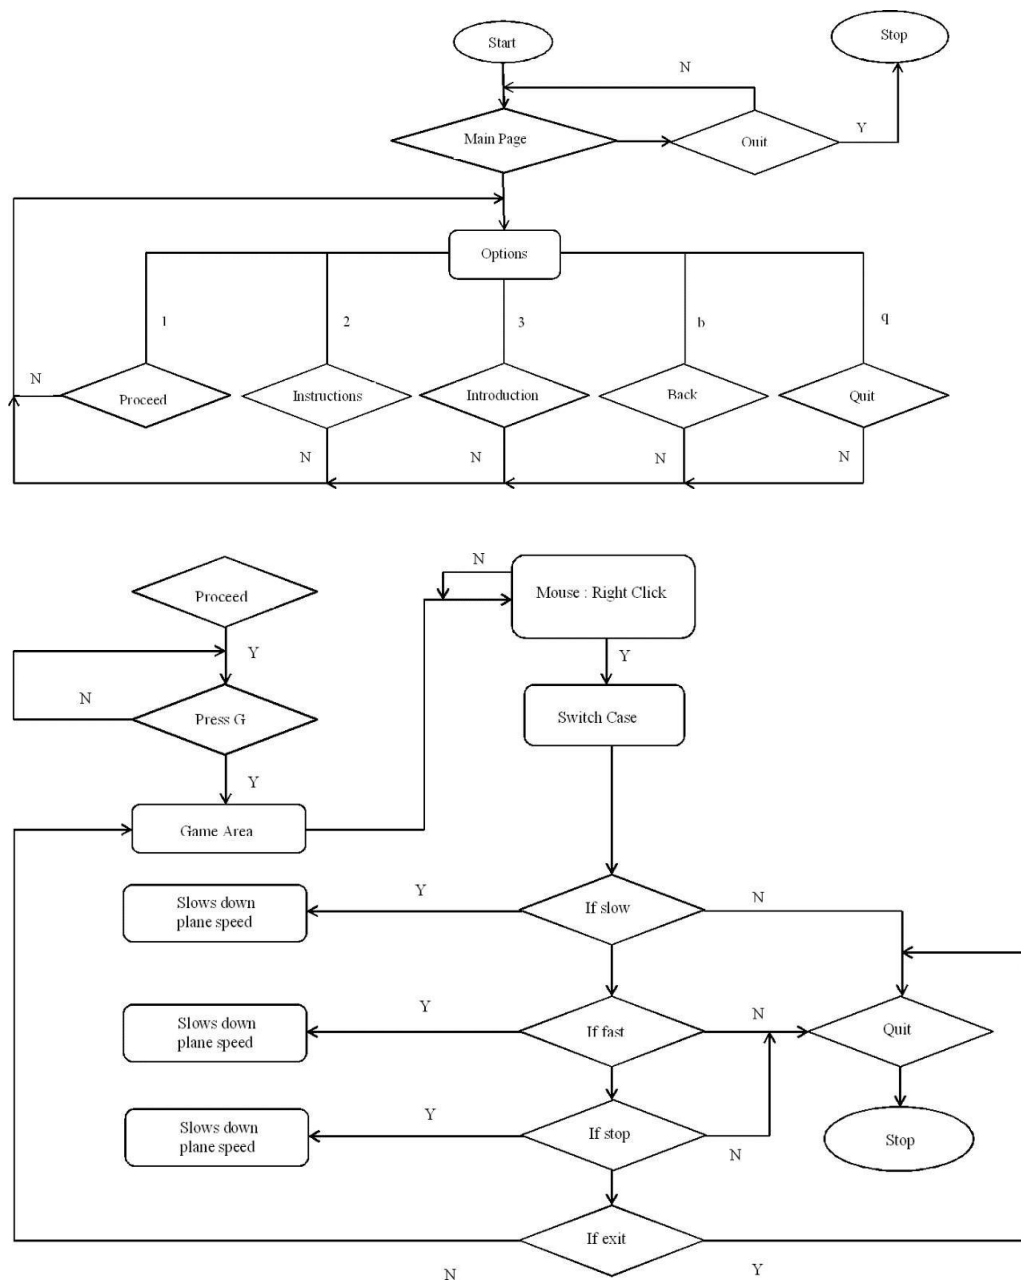 Start
Stop
N
Main Page
Quit
Y
Options
1
2
3
b
q
N
Proceed
Instructions
Introduction
Back
Quit
N
N
N
N
Proceed
N
Mouse : Right Click
Y
Y
N
Press G
Switch Case
Y
Game Area
Slows down
plane speed
Y
If slow
N
Slows down
plane speed
Y
If fast
N
Quit
Slows down
plane speed
Y
If stop
N
Stop
If exit
N
Y